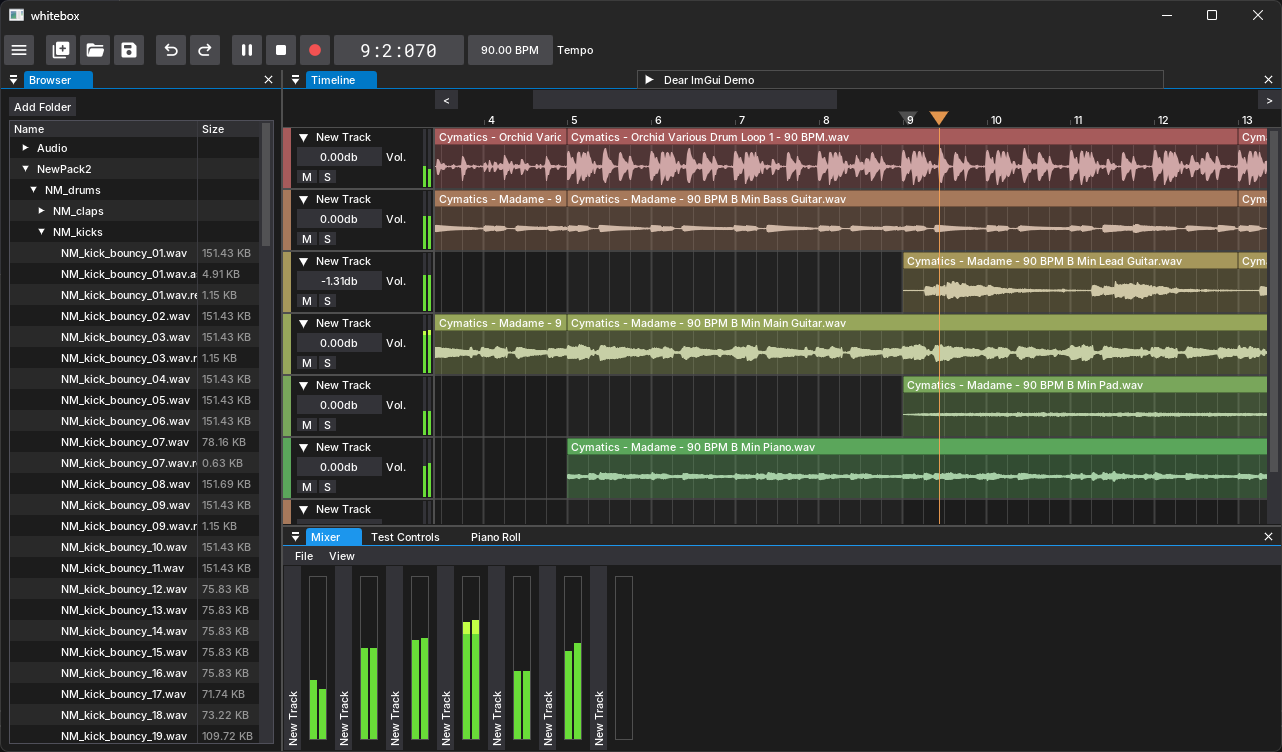 whitebox
9:2:070
90.00 BPM
Tempo
Browser
Add Folder
Name Size
Audio
NewPack2
NM_drums
NM_claps
NM_kicks
NM_kick_bouncy_01.wav 151.43 KB
NM_kick_bouncy_01.wav.a 4.91 KB
NM_kick_bouncy_01.wav.re 1.15 KB
NM_kick_bouncy_02.wav 151.43 KB
NM_kick_bouncy_03.wav 151.43 KB
NM_kick_bouncy_03.wav.r 1.15 KB
NM_kick_bouncy_04.wav 151.43 KB
NM_kick_bouncy_05.wav 151.43 KB
NM_kick_bouncy_06.wav 151.43 KB
NM_kick_bouncy_07.wav 78.16 KB
NM_kick_bouncy_07.wav.re 0.63 KB
NM_kick_bouncy_08.wav 151.69 KB
NM_kick_bouncy_09.wav 151.43 KB
NM_kick_bouncy_09.wav.r 1.15 KB
NM_kick_bouncy_10.wav 151.43 KB
NM_kick_bouncy_11.wav 151.43 KB
NM_kick_bouncy_12.wav 75.83 KB
NM_kick_bouncy_13.wav 75.83 KB
NM_kick_bouncy_14.wav 75.83 KB
NM_kick_bouncy_15.wav 75.83 KB
NM_kick_bouncy_16.wav 75.83 KB
NM_kick_bouncy_17.wav 71.74 KB
NM_kick_bouncy_18.wav 73.22 KB
NM_kick_bouncy_19.wav 109.72 KB
Timeline
Dear ImGui Demo
< >
4 5 6 7 8 9 10 11 12 13
New Track
0.00db Vol.
M S
Cymatics - Orchid Varic Cymatics - Orchid Various Drum Loop 1 - 90 BPM.wav Cym
New Track
0.00db Vol.
M S
Cymatics - Madame - 9 Cymatics - Madame - 90 BPM B Min Bass Guitar.wav Cym
New Track
-1.31db Vol.
M S
Cymatics - Madame - 90 BPM B Min Lead Guitar.wav Cym
New Track
0.00db Vol.
M S
Cymatics - Madame - 9 Cymatics - Madame - 90 BPM B Min Main Guitar.wav
New Track
0.00db Vol.
M S
Cymatics - Madame - 90 BPM B Min Pad.wav
New Track
0.00db Vol.
M S
Cymatics - Madame - 90 BPM B Min Piano.wav
New Track
Mixer Test Controls Piano Roll
File View
New Track
New Track
New Track
New Track
New Track
New Track
New Track